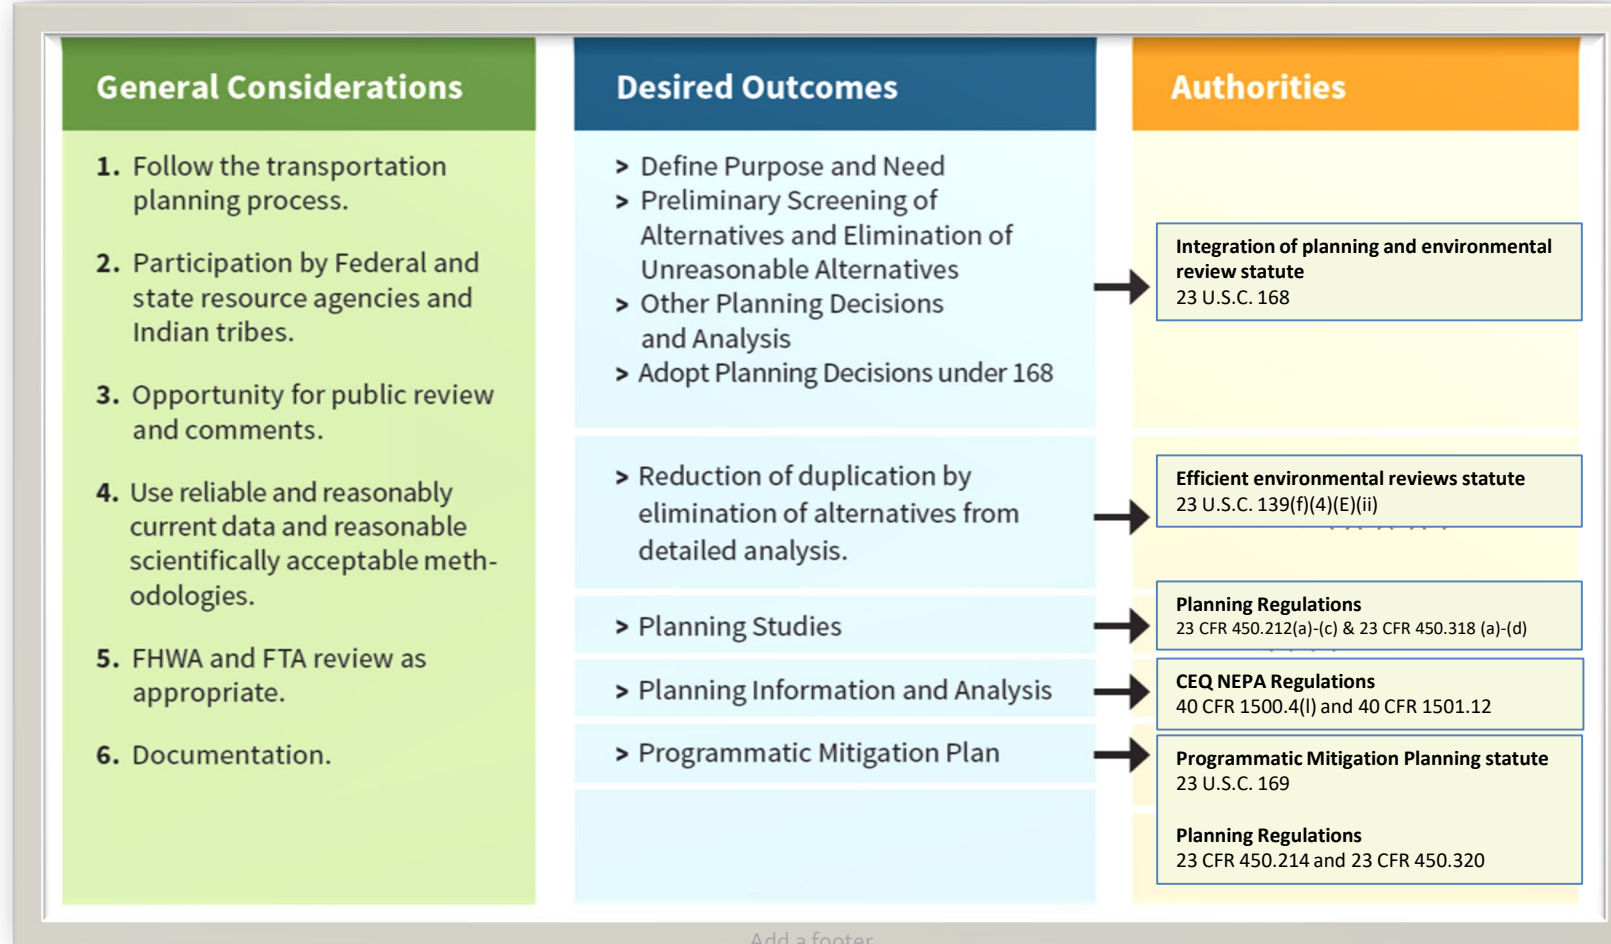 General Considerations
1. Follow the transportation
planning process.
2. Participation by Federal and
state resource agencies and
Indian tribes.
3. Opportunity for public review
and comments.
4. Use reliable and reasonably
current data and reasonable
scientifically acceptable meth-
odologies.
5. FHWA and FTA review as
appropriate.
6. Documentation.
Desired Outcomes
> Define Purpose and Need
> Preliminary Screening of
Alternatives and Elimination of
Unreasonable Alternatives
> Other Planning Decisions
and Analysis
> Adopt Planning Decisions under 168
> Reduction of duplication by
elimination of alternatives from
detailed analysis.
> Planning Studies
> Planning Information and Analysis
> Programmatic Mitigation Plan
Authorities
Integration of planning and environmental
review statute
23 U.S.C. 168
Efficient environmental reviews statute
23 U.S.C. 139(f)(4)(E)(ii)
Planning Regulations
23 CFR 450.212(a)-(c) & 23 CFR 450.318 (a)-(d)
CEQ NEPA Regulations
40 CFR 1500.4(l) and 40 CFR 1501.12
Programmatic Mitigation Planning statute
23 U.S.C. 169
Planning Regulations
23 CFR 450.214 and 23 CFR 450.320
Add a footer